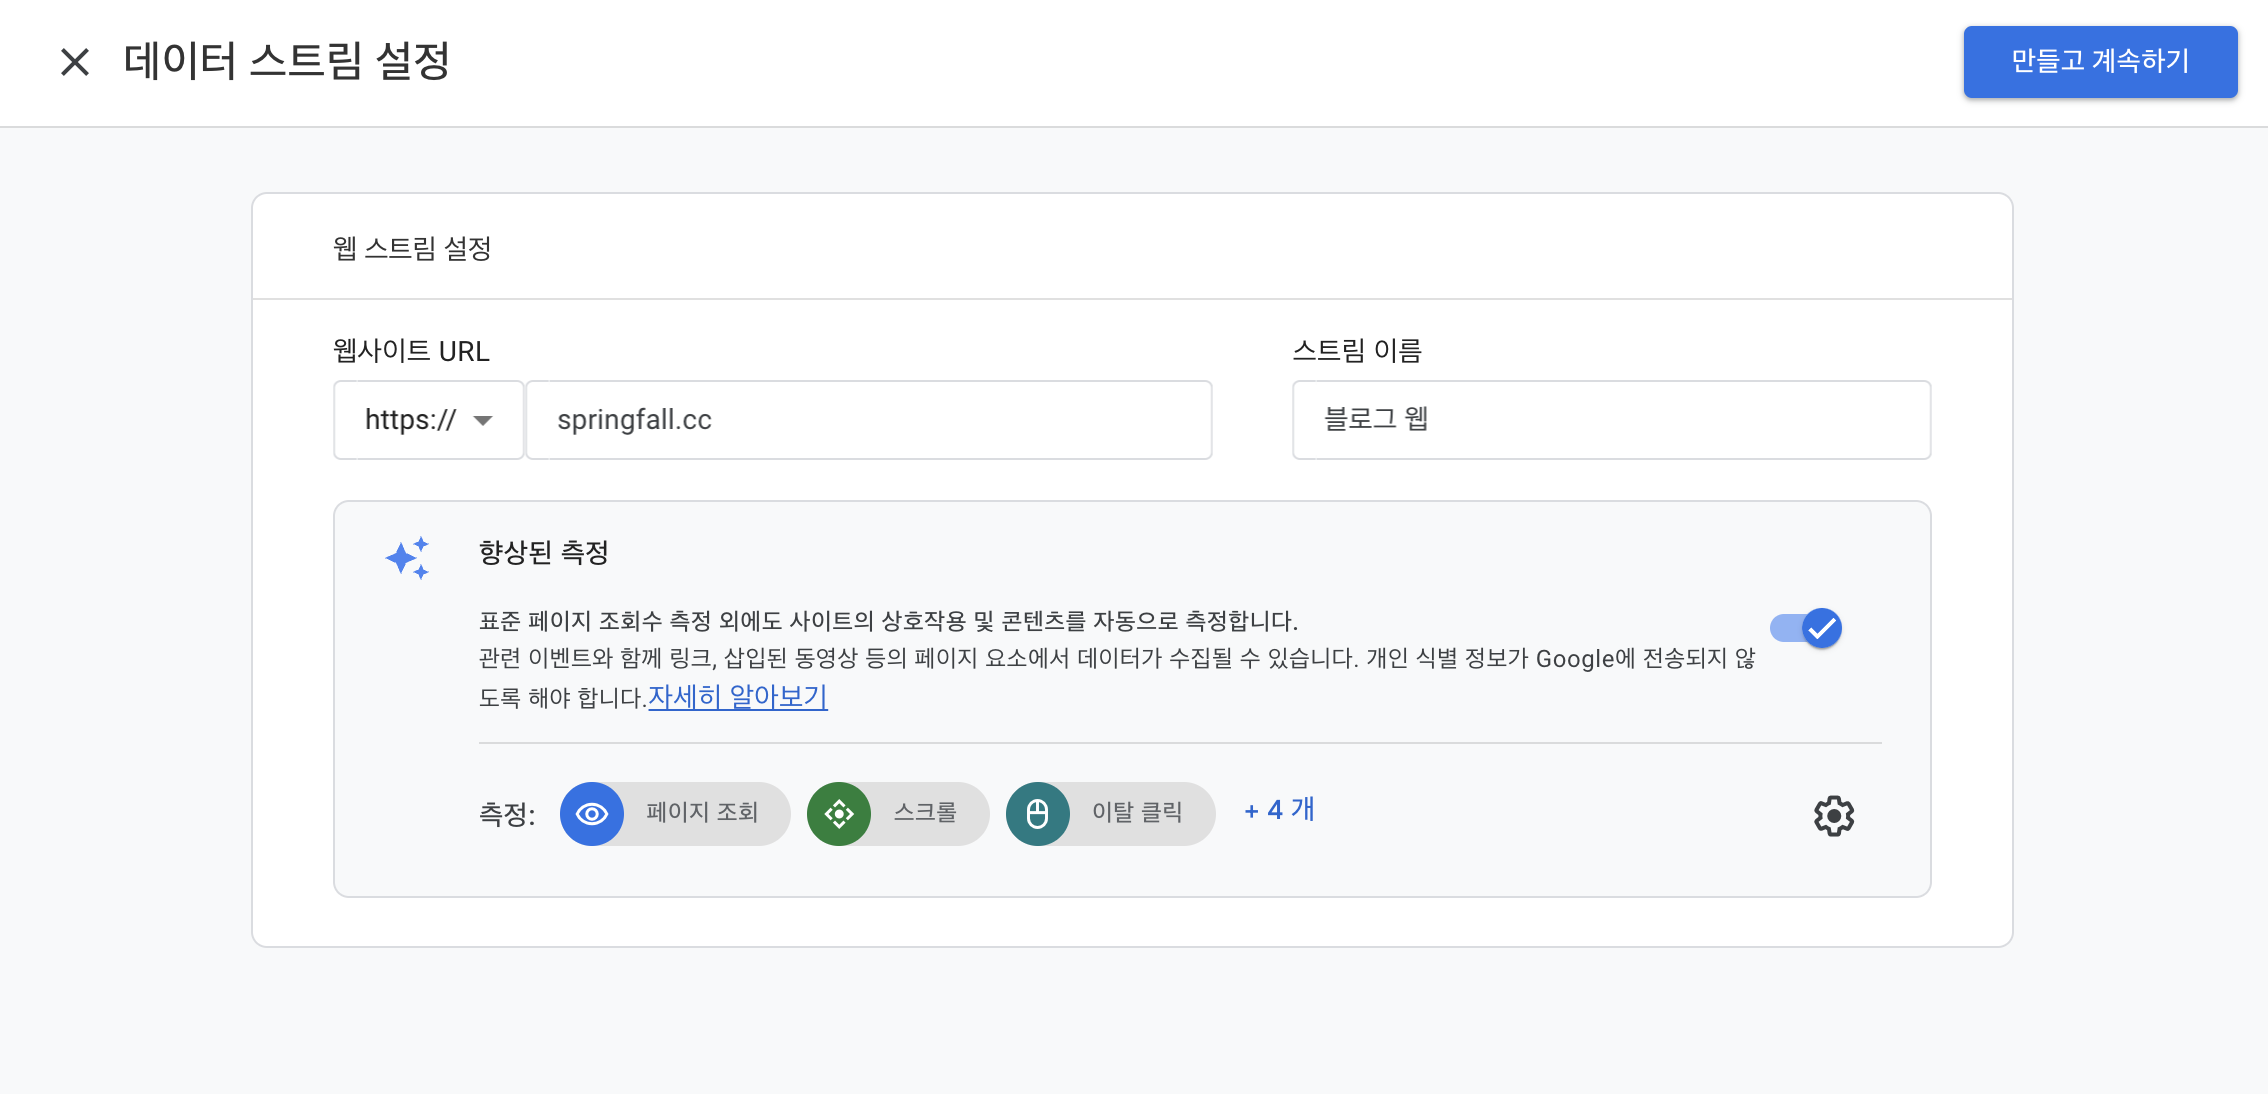 데이터 스트림 설정
만들고 계속하기
웹 스트림 설정
웹사이트 URL
스트림 이름
https://
springfall.cc
블로그 웹
향상된 측정
표준 페이지 조회수 측정 외에도 사이트의 상호작용 및 콘텐츠를 자동으로 측정합니다.
관련 이벤트와 함께 링크, 삽입된 동영상 등의 페이지 요소에서 데이터가 수집될 수 있습니다. 개인 식별 정보가 Google에 전송되지 않
도록 해야 합니다.자세히 알아보기
측정:
페이지 조회
스크롤
이탈 클릭
+ 4 개